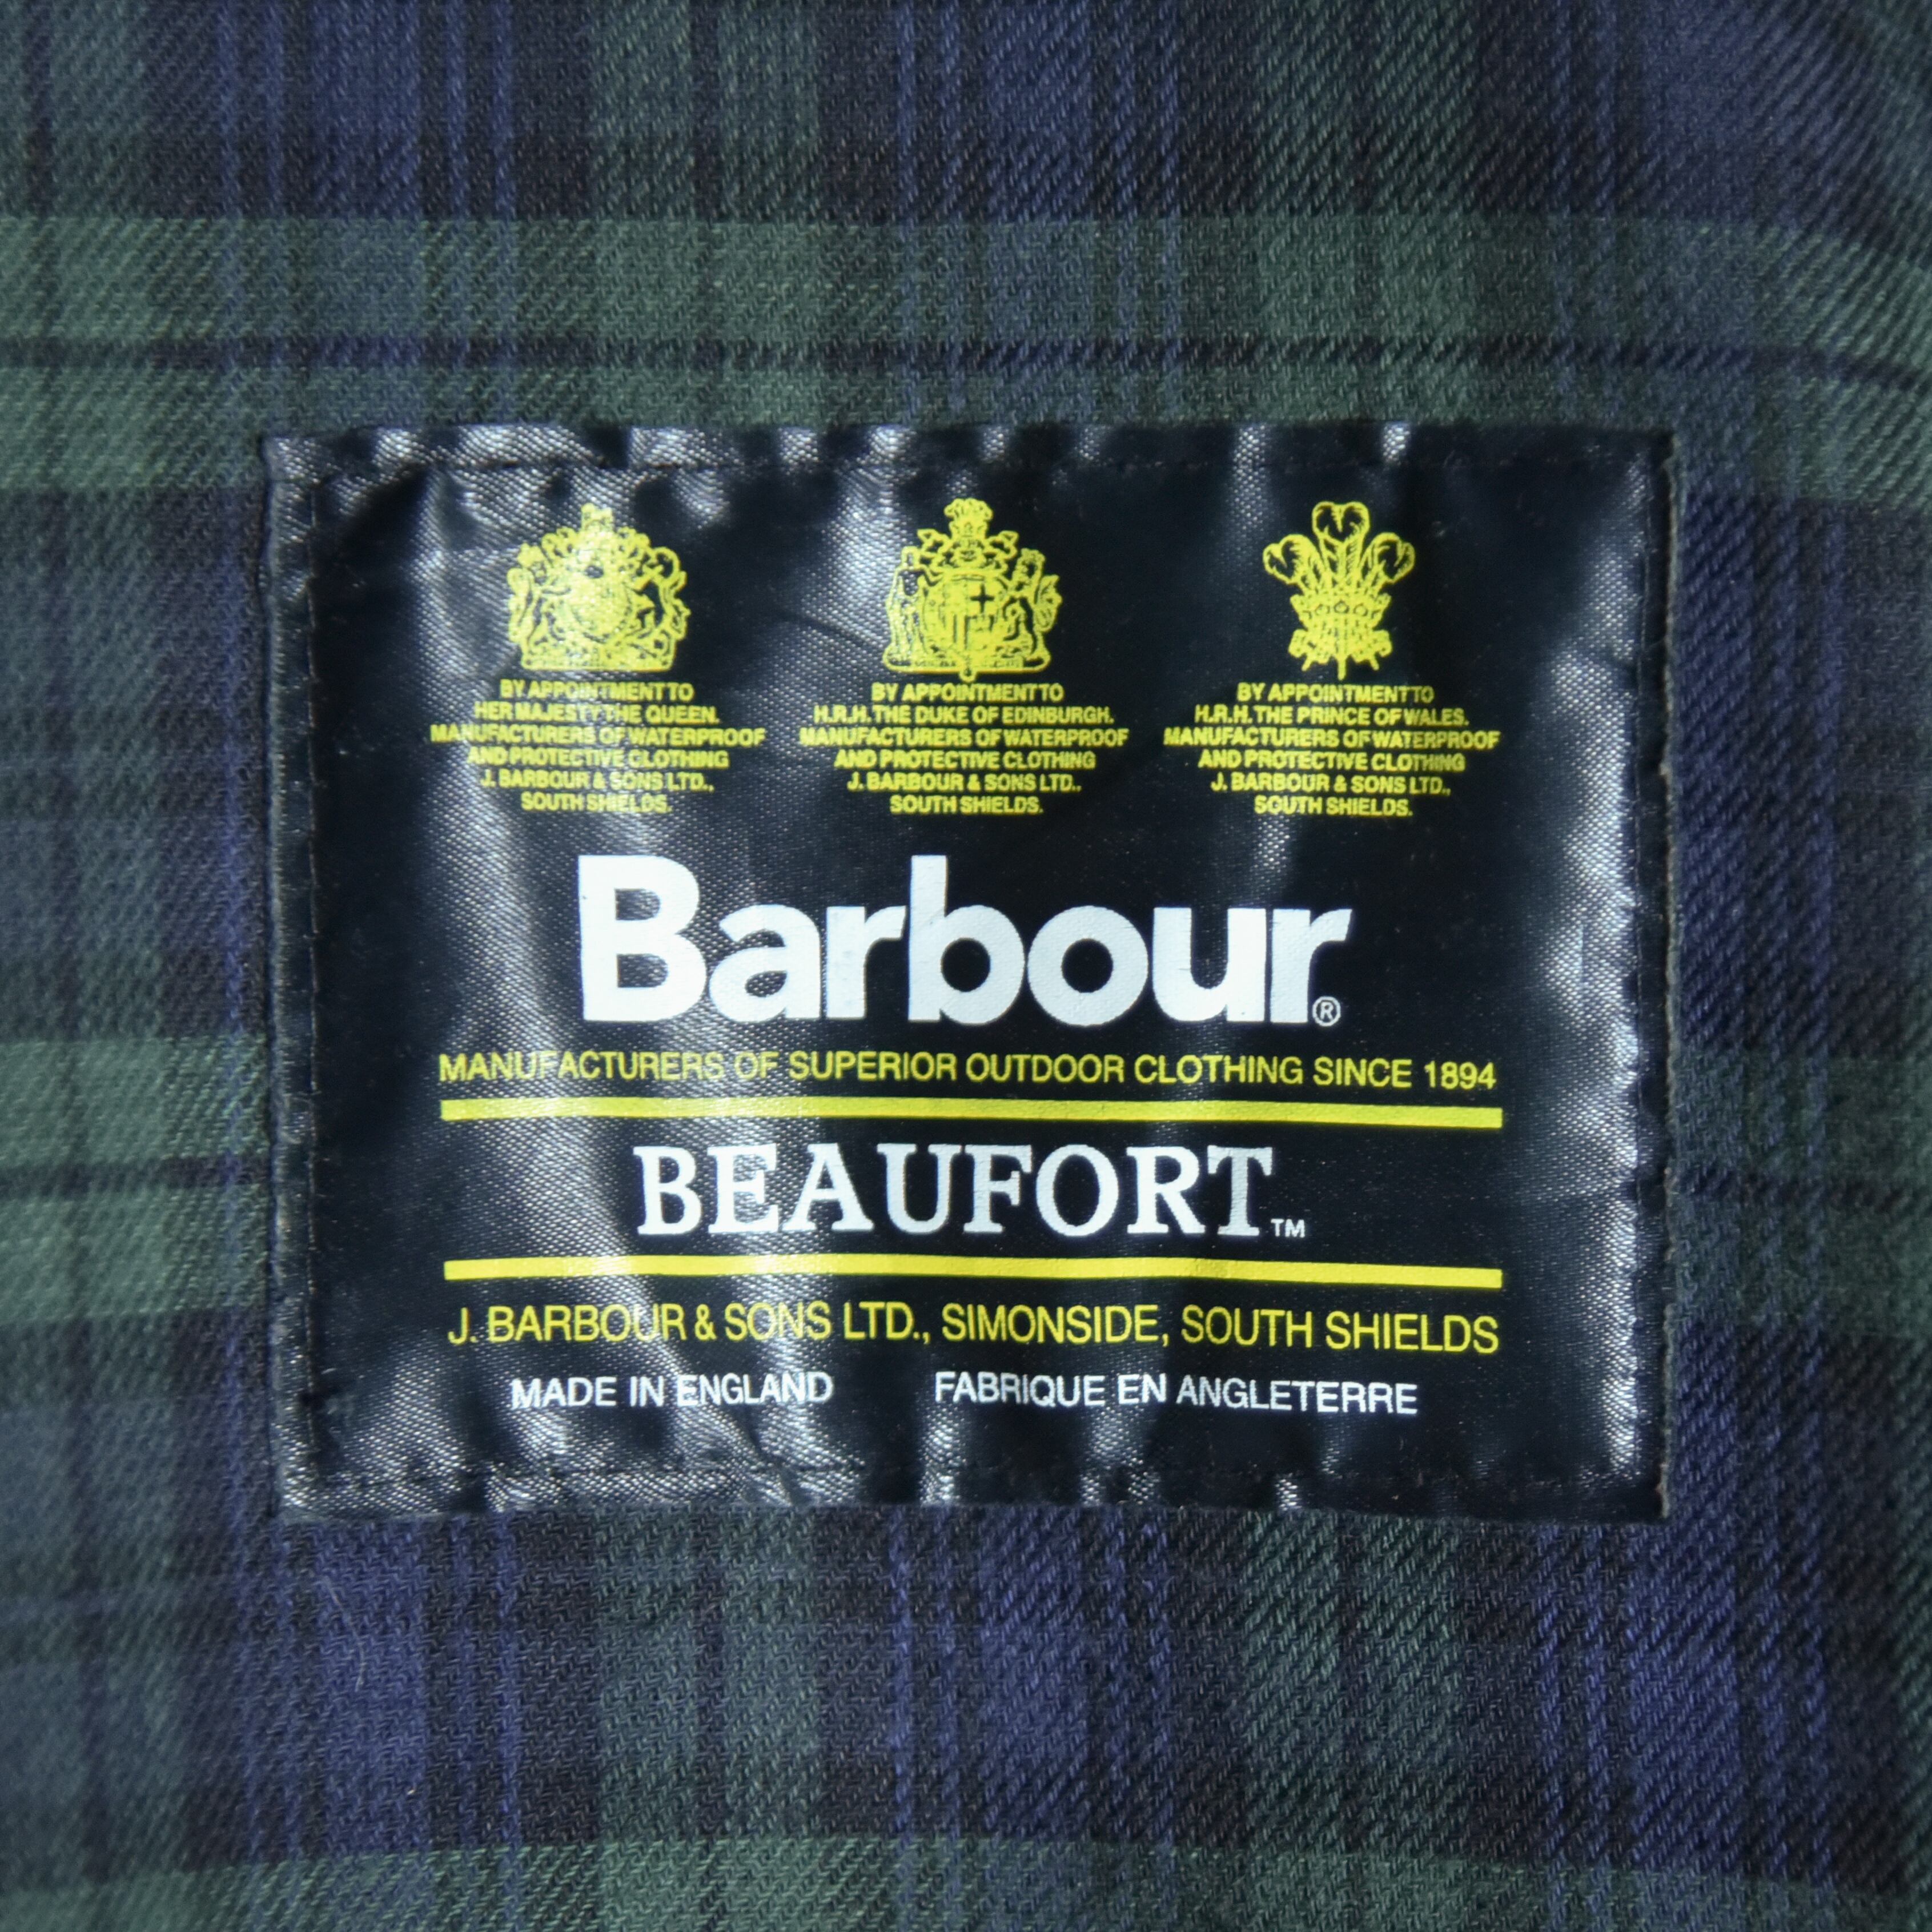 BY APPOINTMENT TO
HER MAJESTY THE QUEEN.
MANUFACTURERS OF WATERPROOF
AND PROTECTIVE CLOTHING
J. BARBOUR & SONS LTD.,
SOUTH SHIELDS.
BY APPOINTMENT TO
H.R.H. THE DUKE OF EDINBURGH.
MANUFACTURERS OF WATERPROOF
AND PROTECTIVE CLOTHING
J. BARBOUR & SONS LTD.,
SOUTH SHIELDS.
BY APPOINTMENT TO
H.R.H. THE PRINCE OF WALES.
MANUFACTURERS OF WATERPROOF
AND PROTECTIVE CLOTHING
J. BARBOUR & SONS LTD.,
SOUTH SHIELDS.
Barbour®
MANUFACTURERS OF SUPERIOR OUTDOOR CLOTHING SINCE 1894
BEAUFORT™
J. BARBOUR & SONS LTD., SIMONSIDE, SOUTH SHIELDS
MADE IN ENGLAND FABRIQUE EN ANGLETERRE